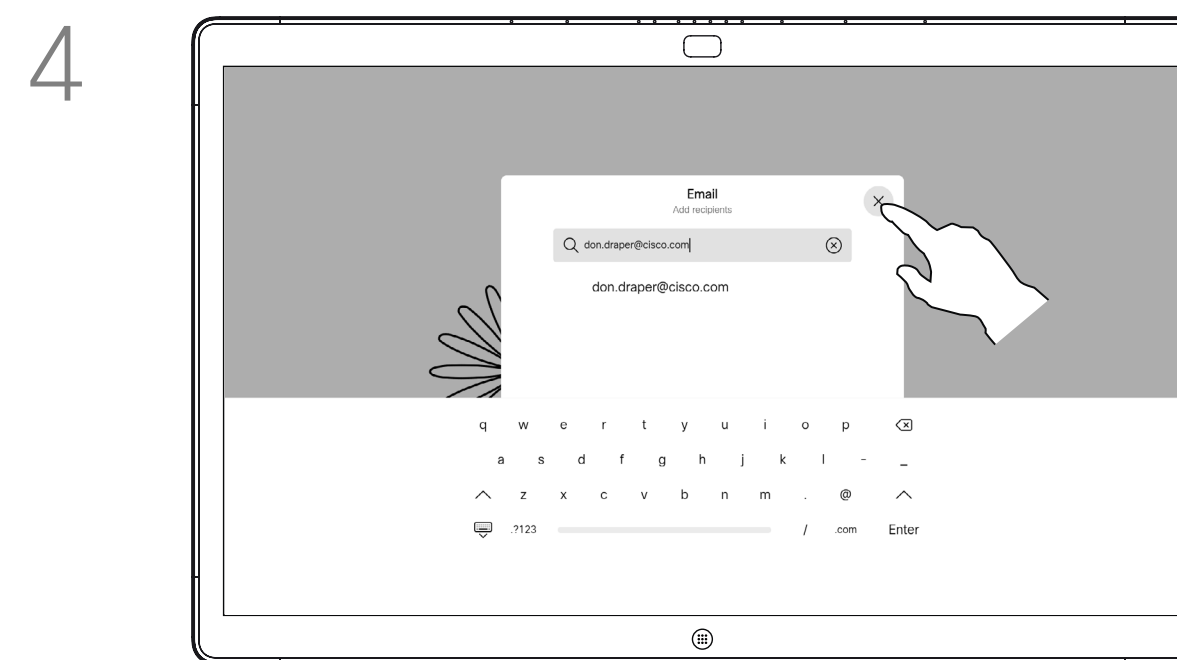 4
Email
Add recipients
don.draper@cisco.com
don.draper@cisco.com
q w e r t y u i o p
a s d f g h j k l - _
z x c v b n m . @
.?123 / .com Enter